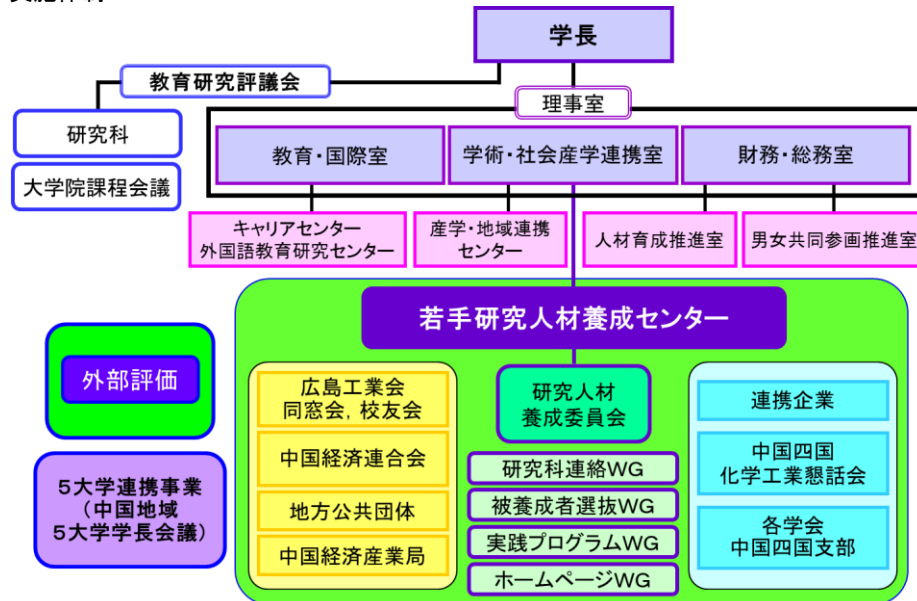 学長
教育研究評議会
理事室
研究科
大学院課程会議
教育・国際室
学術・社会産学連携室
財務・総務室
キャリアセンター
外国語教育研究センター
産学・地域連携
センター
人材育成推進室
男女共同参画推進室
若手研究人材養成センター
外部評価
5大学連携事業
(中国地域
5大学学長会議)
広島工業会
同窓会, 校友会
中国経済連合会
地方公共団体
中国経済産業局
研究人材
養成委員会
研究科連絡WG
被養成者選抜WG
実践プログラムWG
ホームページWG
連携企業
中国四国
化学工業懇話会
各学会
中国四国支部